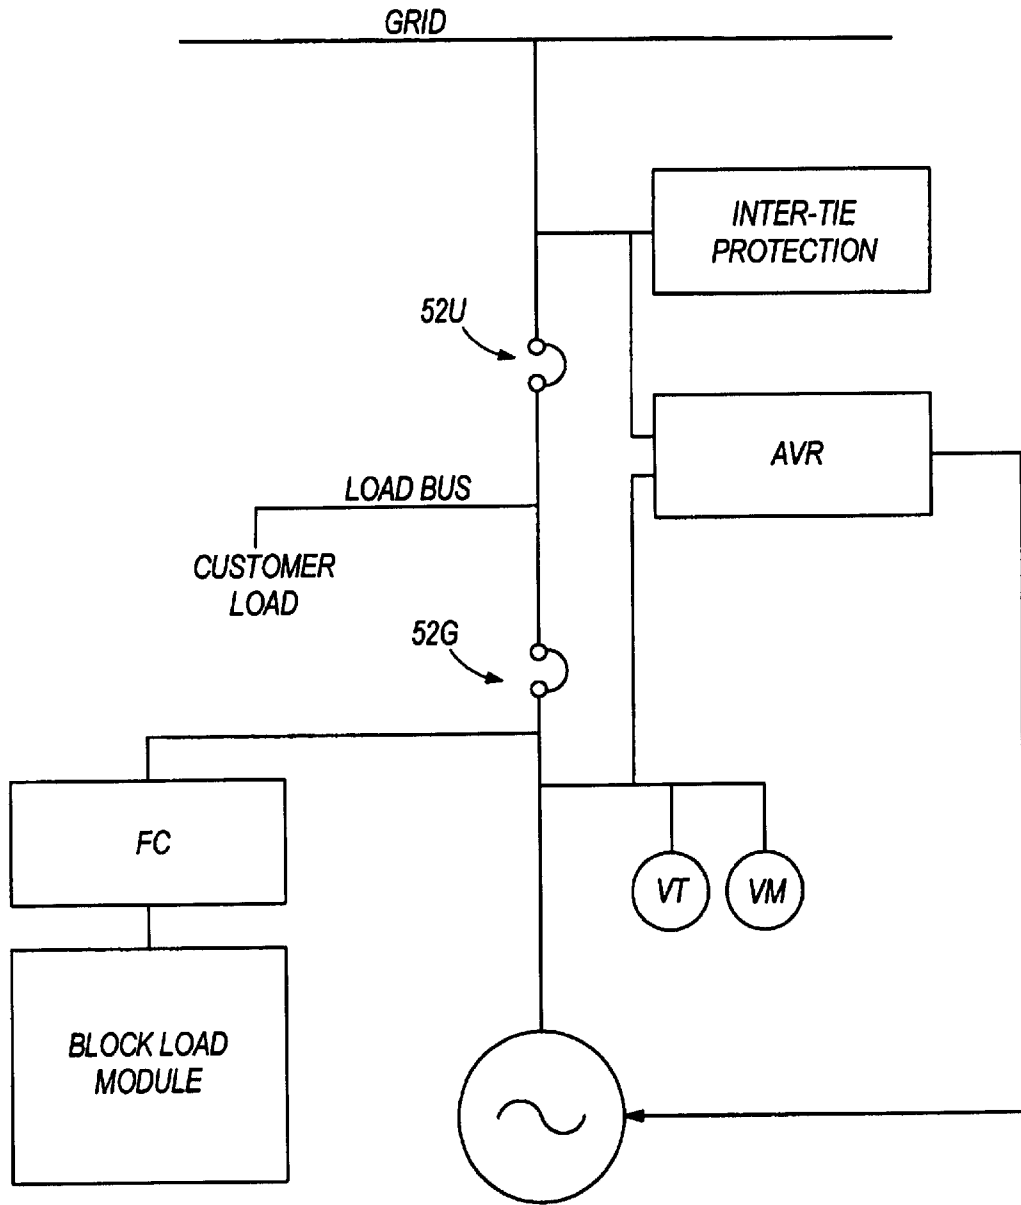 GRID
INTER-TIE
PROTECTION
52U
AVR
LOAD BUS
CUSTOMER
LOAD
52G
FC
VT
VM
BLOCK LOAD
MODULE